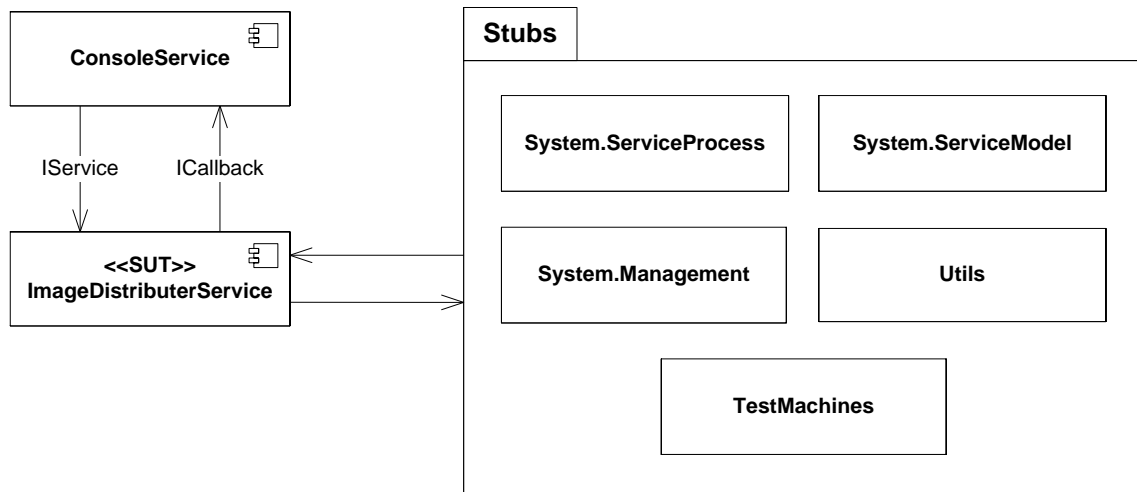 Stubs
ConsoleService
System.ServiceProcess
System.ServiceModel
IService
ICallback
<<SUT>>
ImageDistributerService
System.Management
Utils
TestMachines